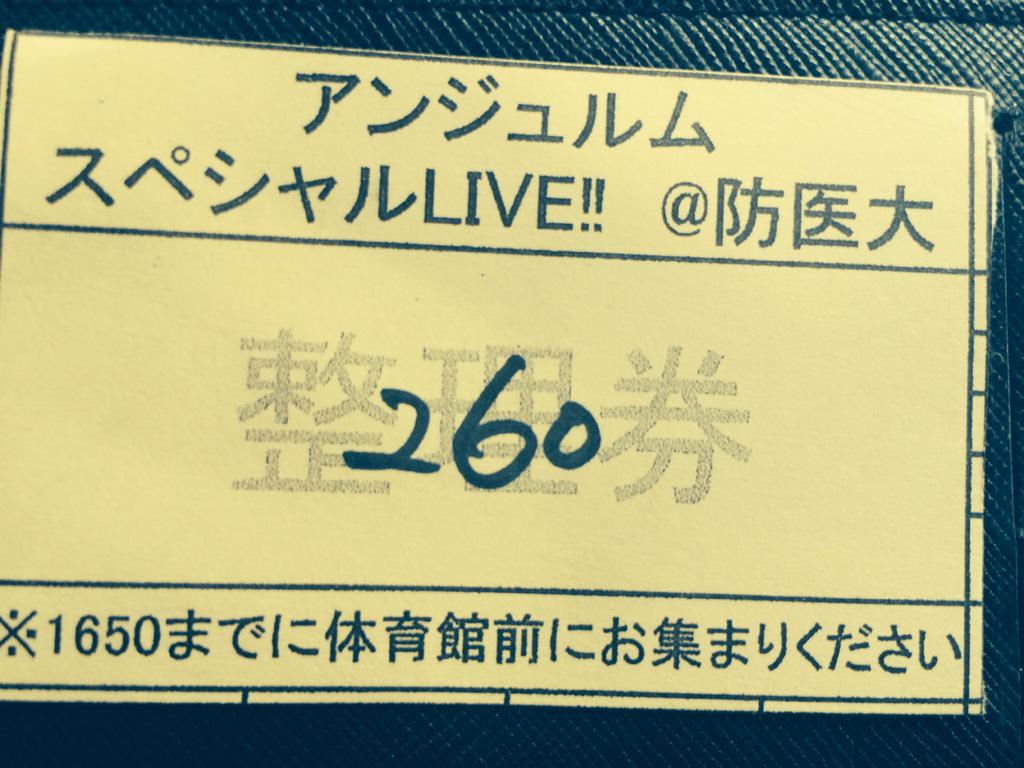 アンジュルム
スペシャルLIVE!! @防医大
整理券
260
※1650までに体育館前にお集まりください